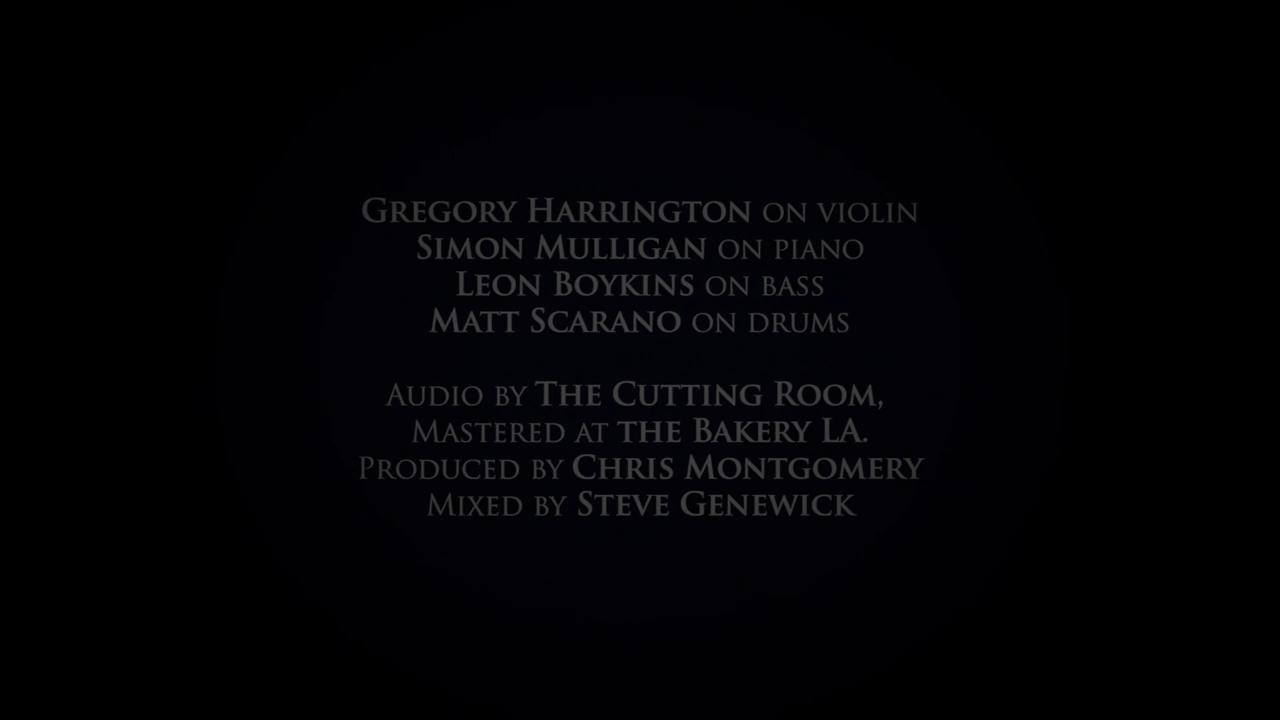 Gregory Harrington on violin
Simon Mulligan on piano
Leon Boykins on bass
Matt Scarano on drums
Audio by The Cutting Room,
Mastered at the Bakery LA.
Produced by Chris Montgomery
Mixed by Steve Genewick